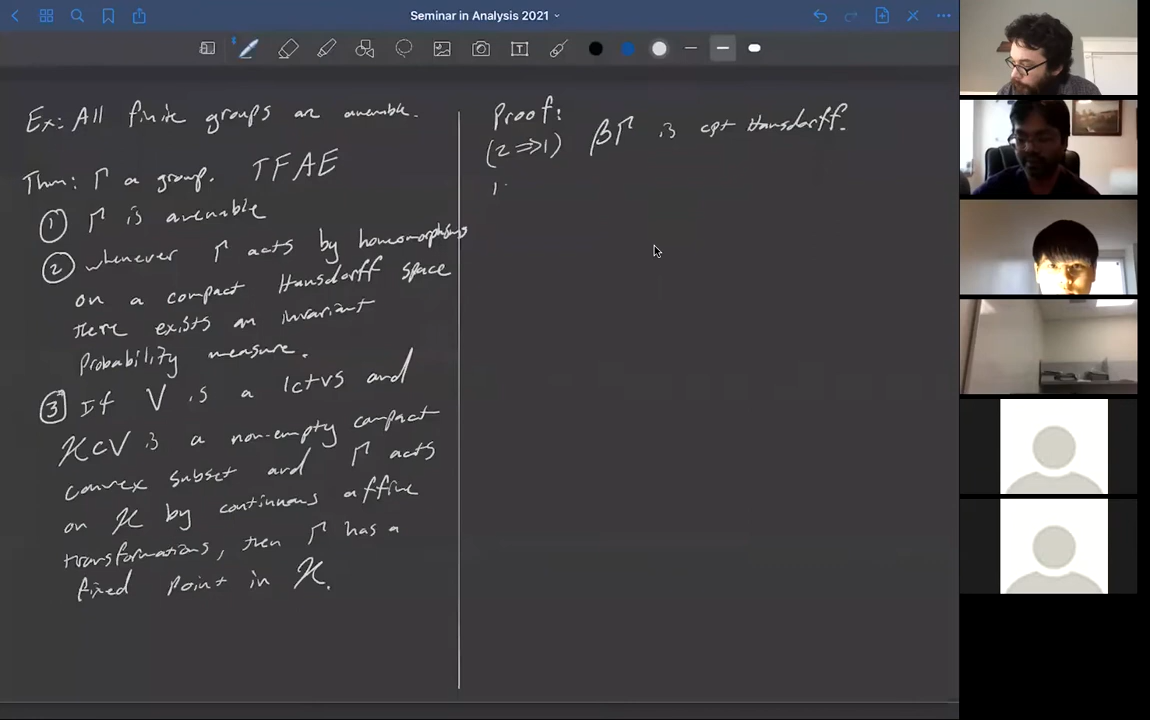 Seminar in Analysis 2021
Ex: All finite groups are amenable.
Thm: Γ a group. TFAE
① Γ is amenable
② whenever Γ acts by homeomorphisms
on a compact Hausdorff space
there exists an invariant
Probability measure.
③ If V is a lctvs and
K⊂V is a non-empty compact
convex subset and Γ acts
on K by continuous affine
transformations, then Γ has a
fixed point in K.
Proof:
(2⇒1) βΓ is cpt Hausdorff.